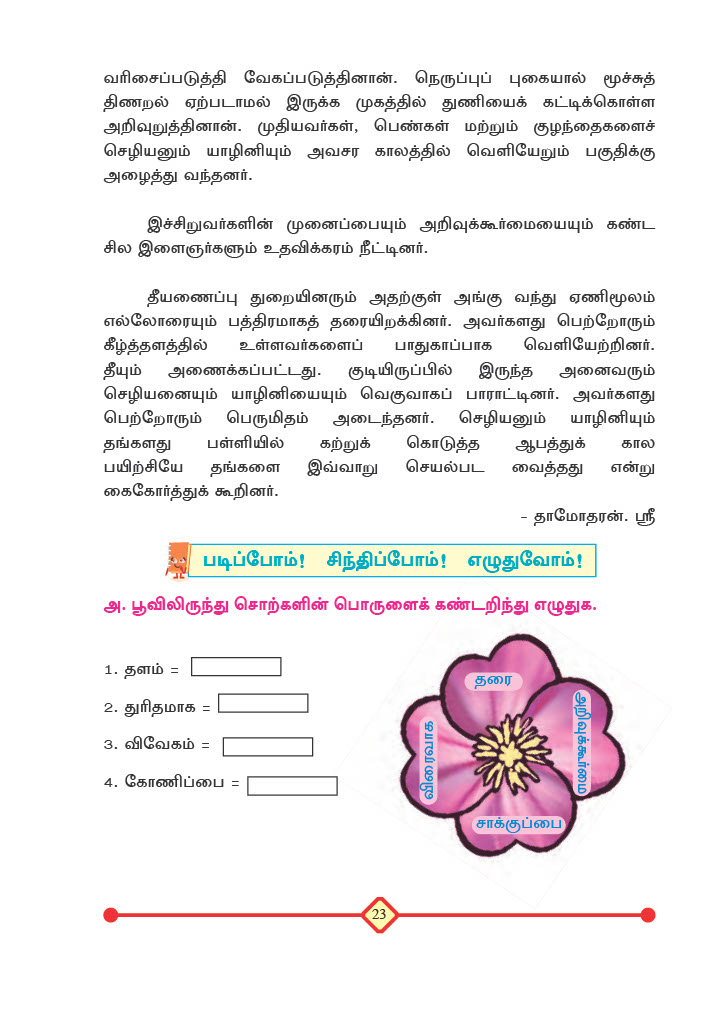 வரிசைப்படுத்தி வேகப்படுத்தினான். நெருப்புப் புகையால் மூச்சுத்
திணறல் ஏற்படாமல் இருக்க முகத்தில் துணியைக் கட்டிக்கொள்ள
அறிவுறுத்தினான். முதியவர்கள், பெண்கள் மற்றும் குழந்தைகளைச்
செழியனும் யாழினியும் அவசர காலத்தில் வெளியேறும் பகுதிக்கு
அழைத்து வந்தனர்.
இச்சிறுவர்களின் முனைப்பையும் அறிவுக்கூர்மையையும் கண்ட
சில இளைஞர்களும் உதவிக்கரம் நீட்டினர்.
தீயணைப்பு துறையினரும் அதற்குள் அங்கு வந்து ஏணிமூலம்
எல்லோரையும் பத்திரமாகத் தரையிறக்கினர். அவர்களது பெற்றோரும்
கீழ்த்தளத்தில் உள்ளவர்களைப் பாதுகாப்பாக வெளியேற்றினர்.
தீயும் அணைக்கப்பட்டது. குடியிருப்பில் இருந்த அனைவரும்
செழியனையும் யாழினியையும் வெகுவாகப் பாராட்டினர். அவர்களது
பெற்றோரும் பெருமிதம் அடைந்தனர். செழியனும் யாழினியும்
தங்களது பள்ளியில் கற்றுக் கொடுத்த ஆபத்துக் கால
பயிற்சியே தங்களை இவ்வாறு செயல்பட வைத்தது என்று
கைகோர்த்துக் கூறினர்.
- தாமோதரன். ஸ்ரீ
படிப்போம்! சிந்திப்போம்! எழுதுவோம்!
அ. பூவிலிருந்து சொற்களின் பொருளைக் கண்டறிந்து எழுதுக.
1. தளம் =
2. துரிதமாக =
3. விவேகம் =
4. கோணிப்பை =
தரை
அறிவுக்கூர்மை
விரைவாக
சாக்குப்பை
23